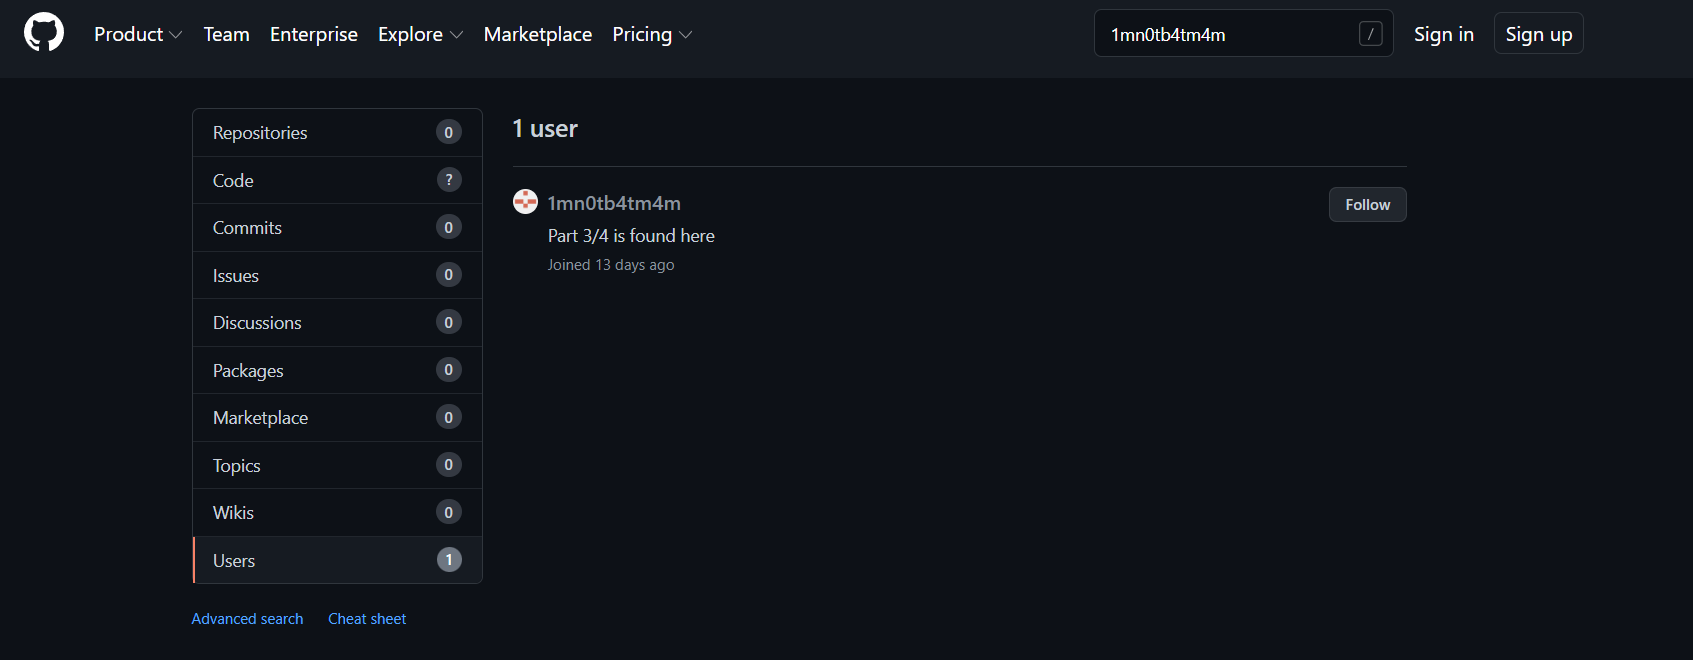 Product Team Enterprise Explore Marketplace Pricing 1mn0tb4tm4m / Sign in Sign up
Repositories 0
Code ?
Commits 0
Issues 0
Discussions 0
Packages 0
Marketplace 0
Topics 0
Wikis 0
Users 1
Advanced search Cheat sheet
1 user
1mn0tb4tm4m Follow
Part 3/4 is found here
Joined 13 days ago